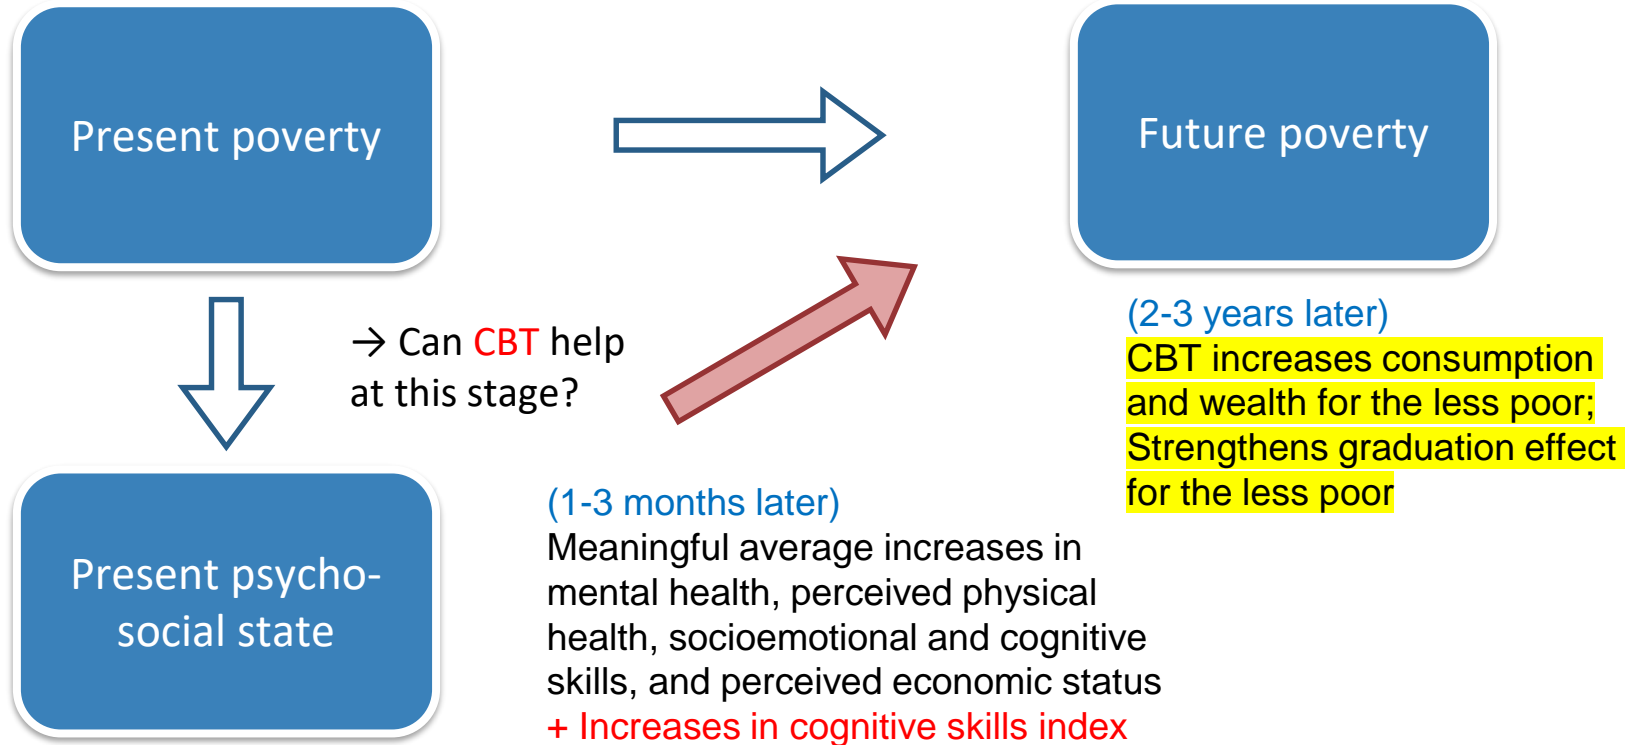 Present poverty
Future poverty
→ Can CBT help
at this stage?
(2-3 years later)
CBT increases consumption
and wealth for the less poor;
Strengthens graduation effect
for the less poor
Present psycho-
social state
(1-3 months later)
Meaningful average increases in
mental health, perceived physical
health, socioemotional and cognitive
skills, and perceived economic status
+ Increases in cognitive skills index